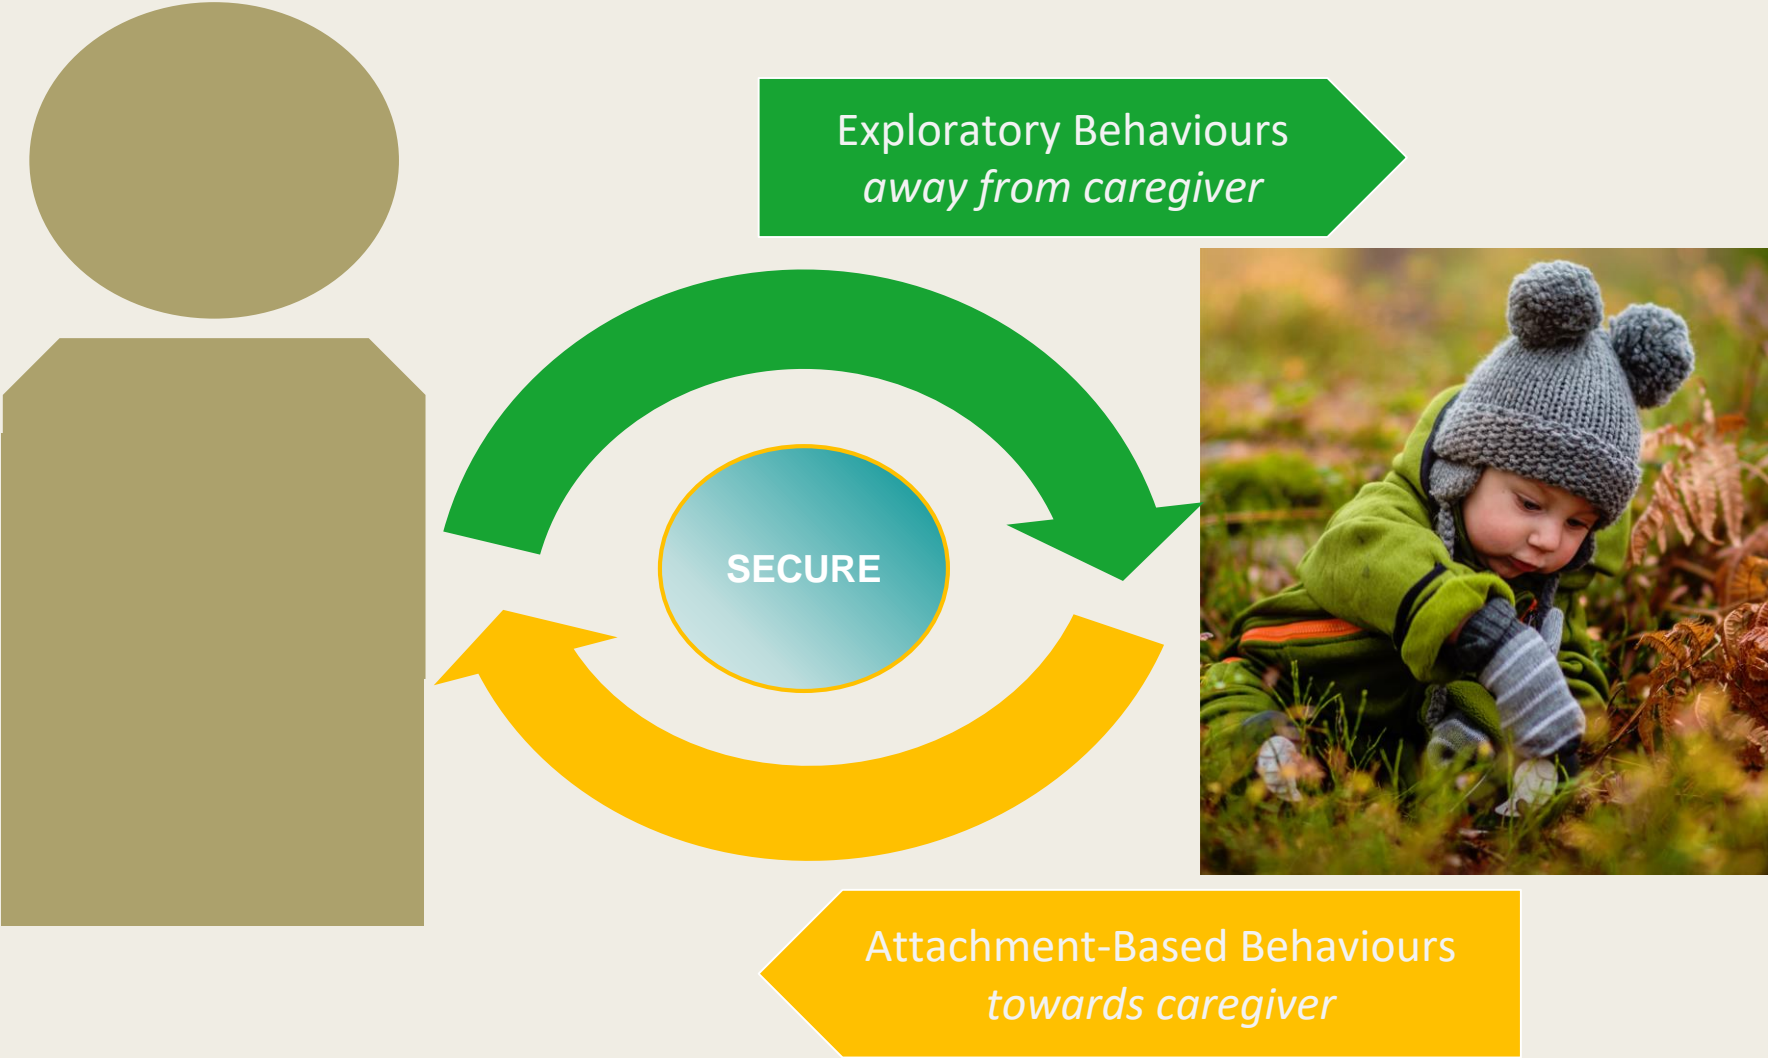 Exploratory Behaviours
away from caregiver
SECURE
Attachment-Based Behaviours
towards caregiver